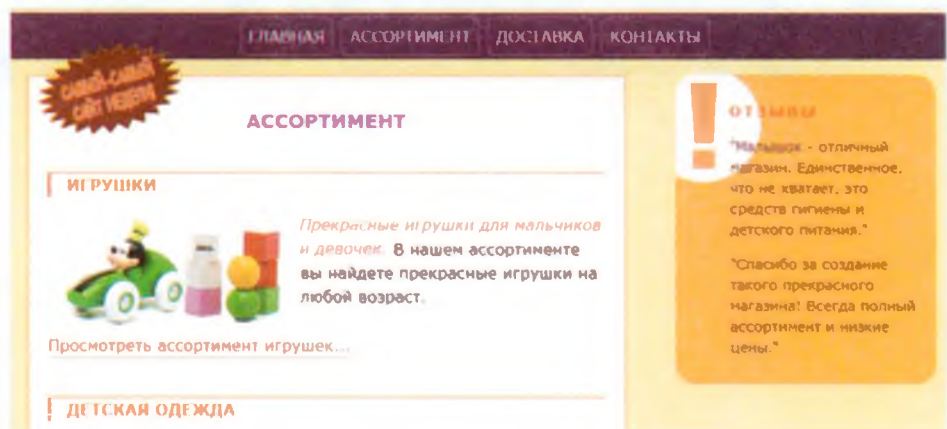 ГЛАВНАЯ АССОРТИМЕНТ ДОСТАВКА КОНТАКТЫ
САМЫЙ-САМЫЙ
САЙТ НЕДЕЛИ
АССОРТИМЕНТ
ИГРУШКИ
Прекрасные игрушки для мальчиков
и девочек. В нашем ассортименте
вы найдете прекрасные игрушки на
любой возраст.
Просмотреть ассортимент игрушек...
ДЕТСКАЯ ОДЕЖДА
!
ОТЗЫВЫ
"Малышок - отличный
магазин. Единственное,
что не хватает, это
средств гигиены и
детского питания."
"Спасибо за создание
такого прекрасного
магазина! Всегда полный
ассортимент и низкие
цены."